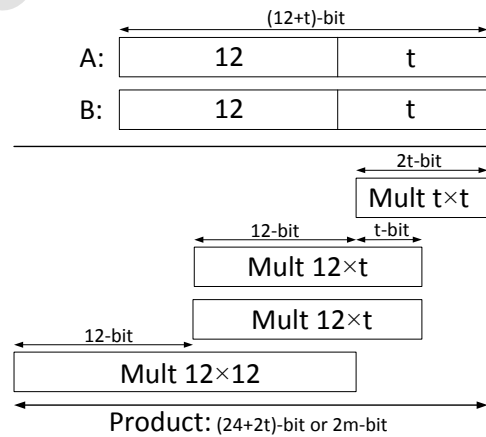 (12+t)-bit
A: 12 t
B: 12 t
2t-bit
Mult t×t
12-bit t-bit
Mult 12×t
Mult 12×t
12-bit
Mult 12×12
Product: (24+2t)-bit or 2m-bit